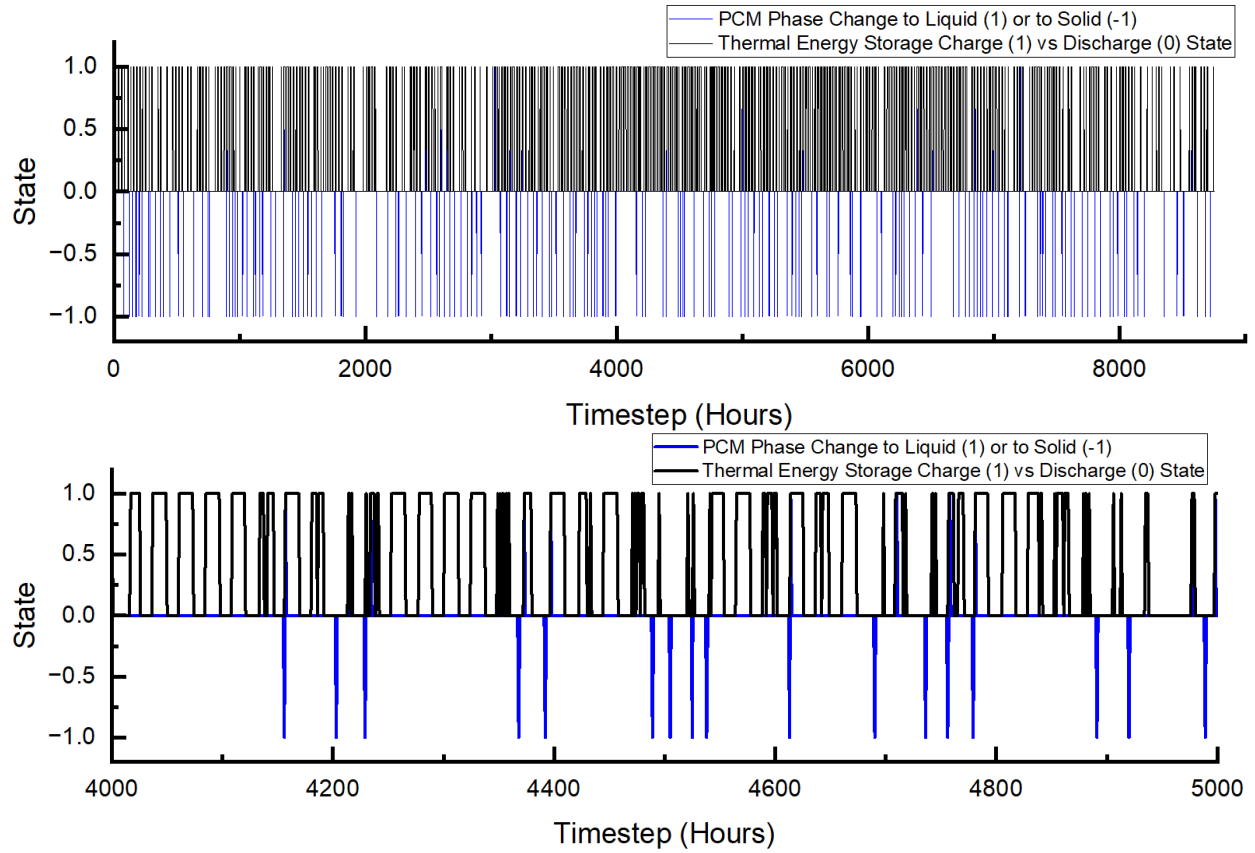 PCM Phase Change to Liquid (1) or to Solid (-1)
Thermal Energy Storage Charge (1) vs Discharge (0) State
1.0
0.5
0.0
−0.5
−1.0
State
0 2000 4000 6000 8000
Timestep (Hours)
PCM Phase Change to Liquid (1) or to Solid (-1)
Thermal Energy Storage Charge (1) vs Discharge (0) State
1.0
0.5
0.0
−0.5
−1.0
State
4000 4200 4400 4600 4800 5000
Timestep (Hours)